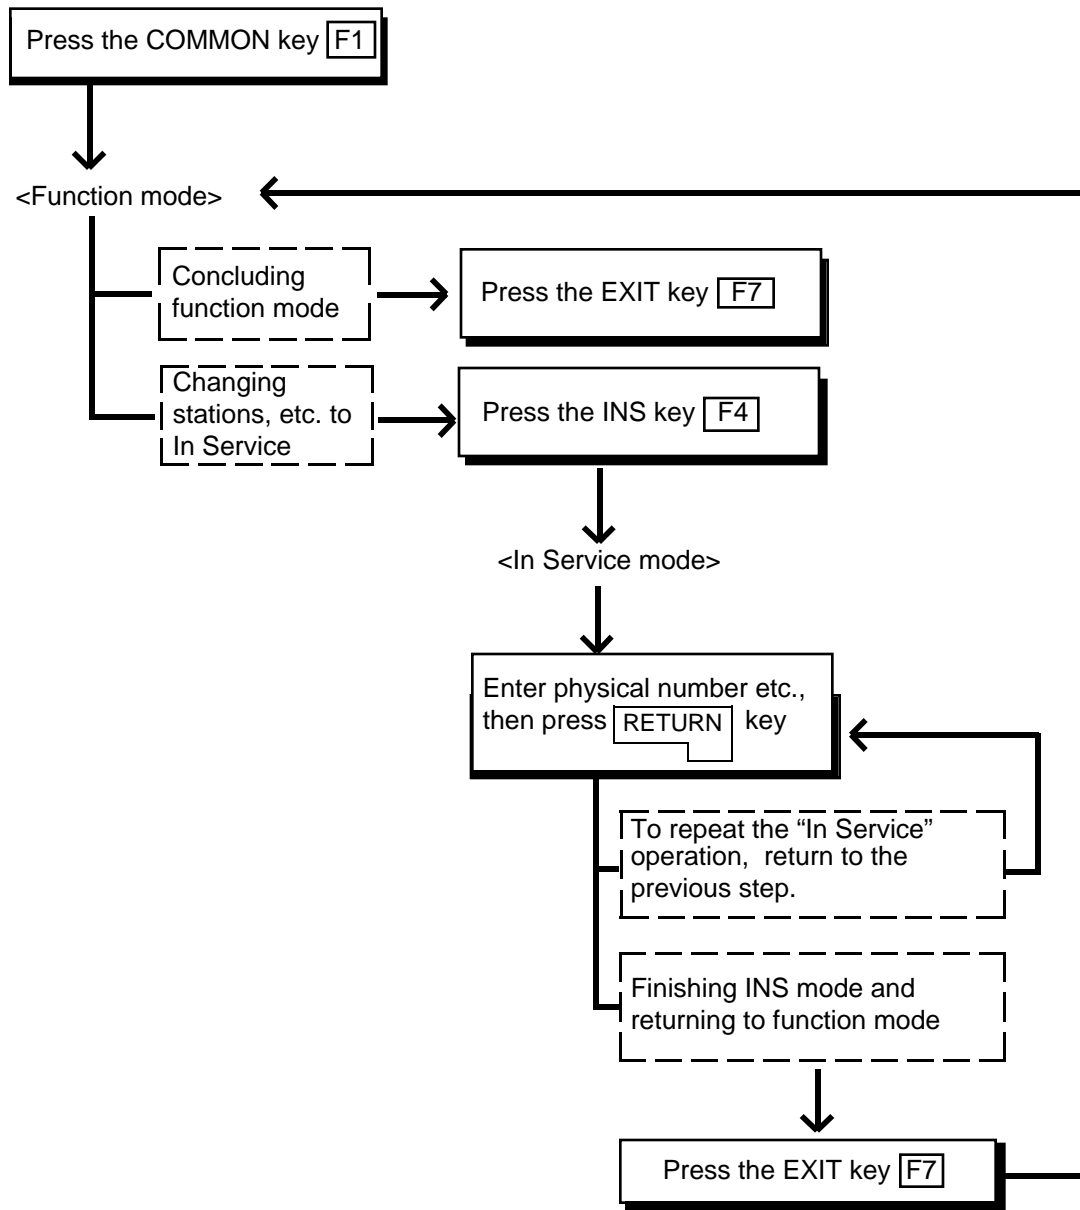 Press the COMMON key F1
<Function mode>
Concluding
function mode
Press the EXIT key F7
Changing
stations, etc. to
In Service
Press the INS key F4
<In Service mode>
Enter physical number etc.,
then press RETURN key
To repeat the “In Service”
operation, return to the
previous step.
Finishing INS mode and
returning to function mode
Press the EXIT key F7